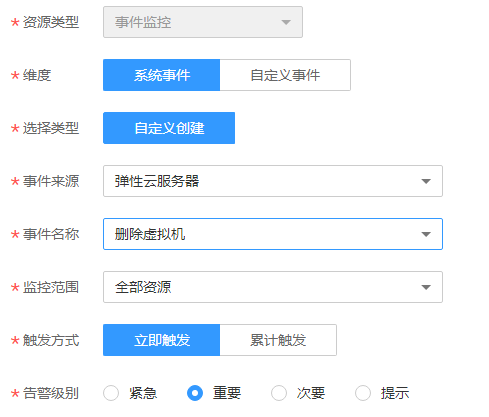 * 资源类型 事件监控
* 维度 系统事件 自定义事件
* 选择类型 自定义创建
* 事件来源 弹性云服务器
* 事件名称 删除虚拟机
* 监控范围 全部资源
* 触发方式 立即触发 累计触发
* 告警级别 紧急 重要 次要 提示